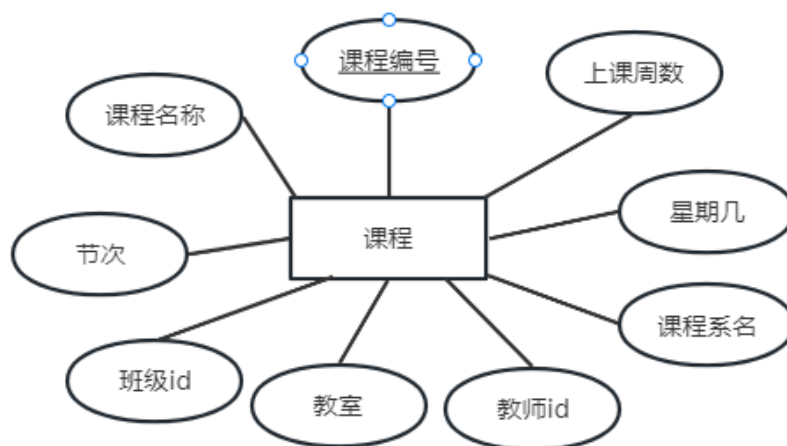 课程编号
上课周数
课程名称
星期几
课程
节次
课程系名
班级id
教室
教师id